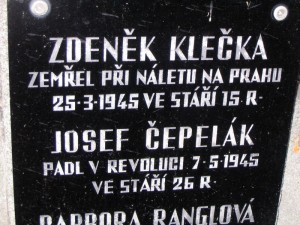 ZDENĚK KLEČKA
ZEMŘEL PŘI NÁLETU NA PRAHU
25-3-1945 VE STÁŘÍ 15 R-
JOSEF ČEPELÁK
PADL V REVOLUCI 7-5-1945
VE STÁŘÍ 26 R-
BARBORA RANGLOVÁ